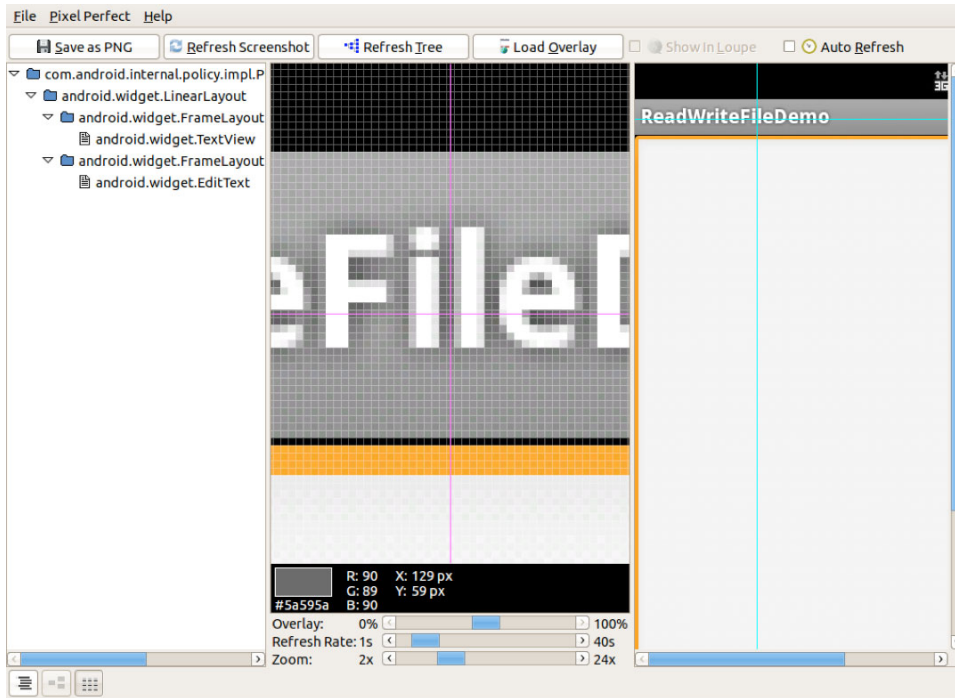 File Pixel Perfect Help
Save as PNG Refresh Screenshot Refresh Tree Load Overlay Show In Loupe Auto Refresh
com.android.internal.policy.impl.P
android.widget.LinearLayout
android.widget.FrameLayout
android.widget.TextView
android.widget.FrameLayout
android.widget.EditText
eFileD
R: 90 X: 129 px
G: 89 Y: 59 px
#5a595a B: 90
Overlay: 0% 100%
Refresh Rate: 1s 40s
Zoom: 2x 24x
3G
ReadWriteFileDemo